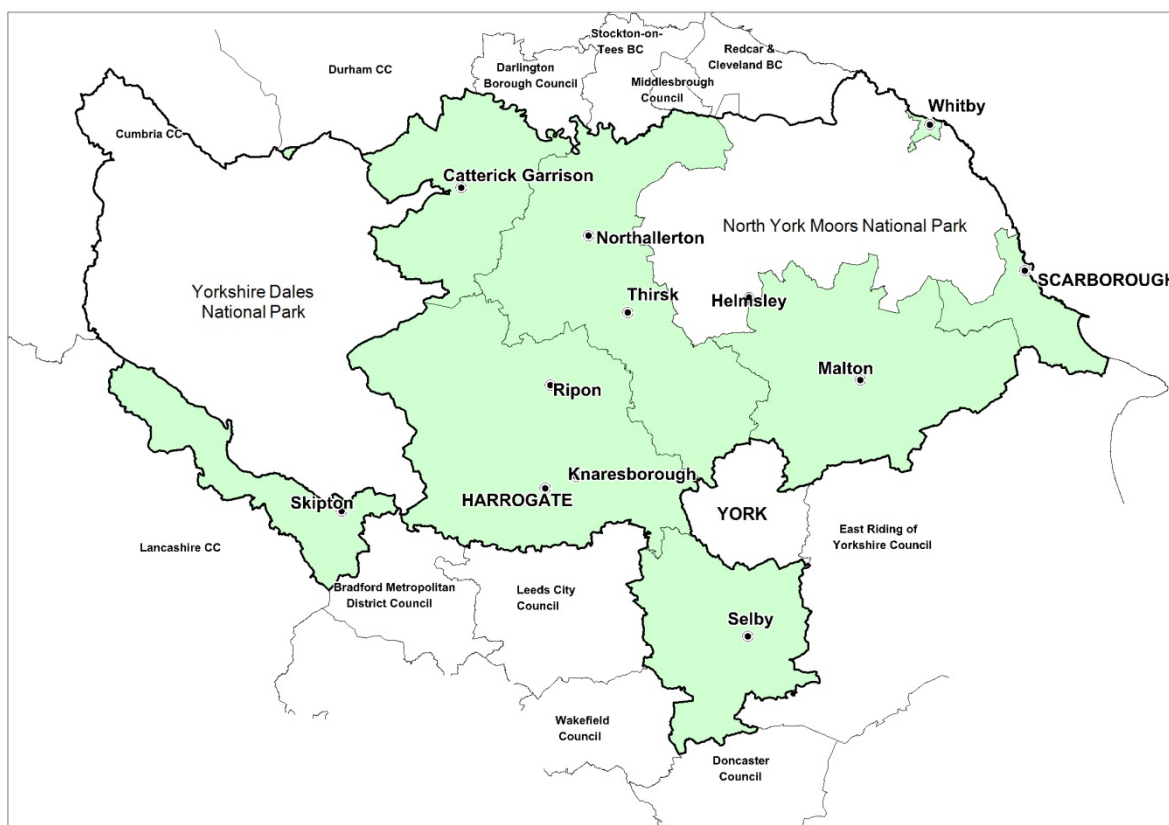 Stockton-on-
Tees BC
Redcar &
Cleveland BC
Durham CC
Darlington
Borough Council
Middlesbrough
Council
Whitby
Cumbria CC
Catterick Garrison
North York Moors National Park
Northallerton
SCARBOROUGH
Yorkshire Dales
National Park
Thirsk
Helmsley
Malton
Ripon
Knaresborough
HARROGATE
Skipton
YORK
East Riding of
Yorkshire Council
Lancashire CC
Bradford Metropolitan
District Council
Leeds City
Council
Selby
Wakefield
Council
Doncaster
Council